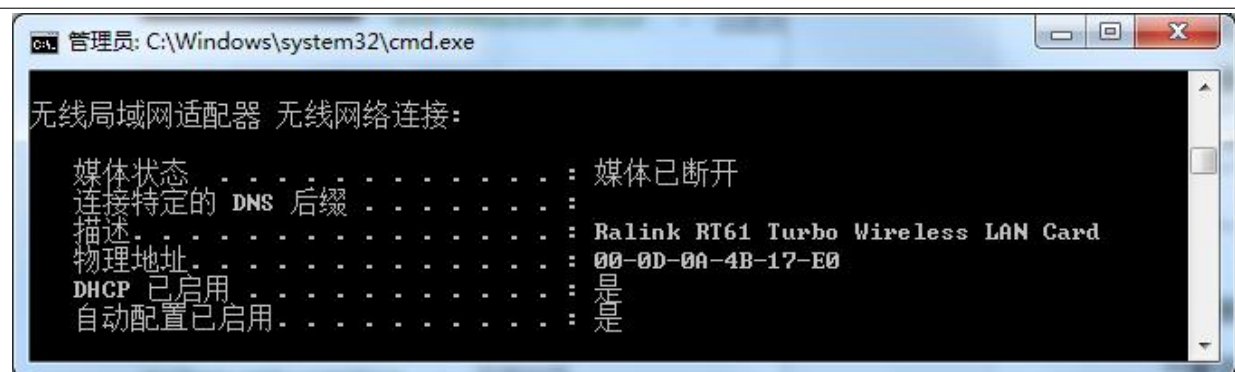 管理员: C:\Windows\system32\cmd.exe
无线局域网适配器 无线网络连接:
媒体状态 . . . . . . . . . . . . : 媒体已断开
连接特定的 DNS 后缀 . . . . . . . :
描述. . . . . . . . . . . . . . . : Ralink RT61 Turbo Wireless LAN Card
物理地址. . . . . . . . . . . . . : 00-0D-0A-4B-17-E0
DHCP 已启用 . . . . . . . . . . . : 是
自动配置已启用. . . . . . . . . . : 是